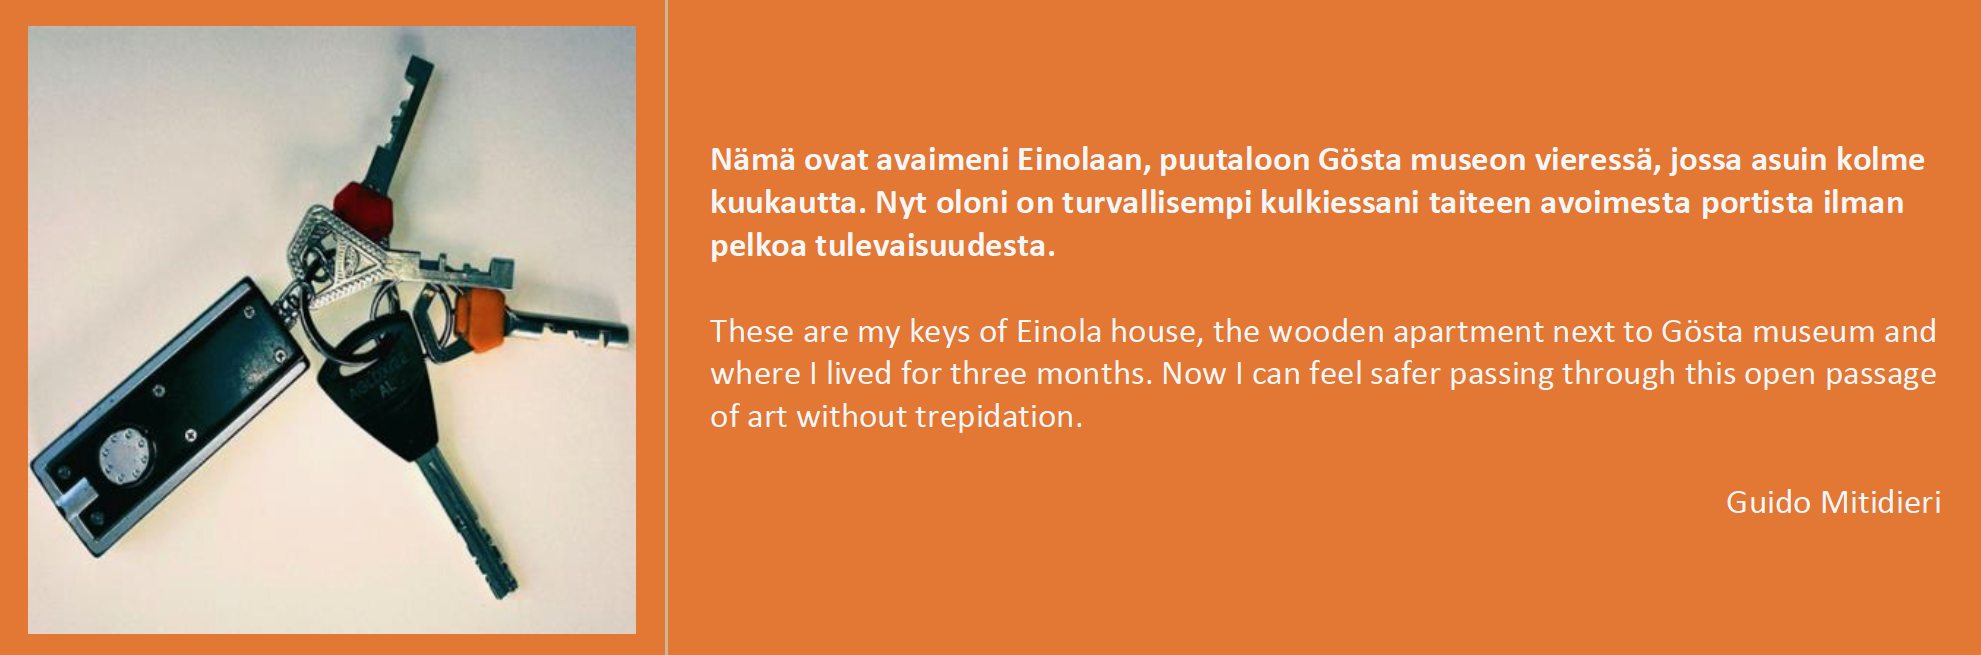 Nämä ovat avaimeni Einolaan, puutaloon Gösta museon vieressä, jossa asuin kolme
kuukautta. Nyt oloni on turvallisempi kulkiessani taiteen avoimesta portista ilman
pelkoa tulevaisuudesta.
These are my keys of Einola house, the wooden apartment next to Gösta museum and
where I lived for three months. Now I can feel safer passing through this open passage
of art without trepidation.
Guido Mitidieri